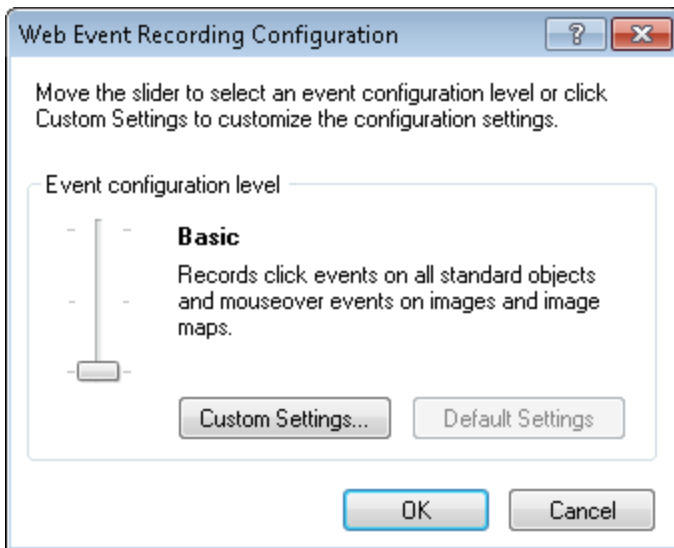 Web Event Recording Configuration
?
Move the slider to select an event configuration level or click
Custom Settings to customize the configuration settings.
Event configuration level
Basic
Records click events on all standard objects
and mouseover events on images and image
maps.
Custom Settings...
Default Settings
OK
Cancel